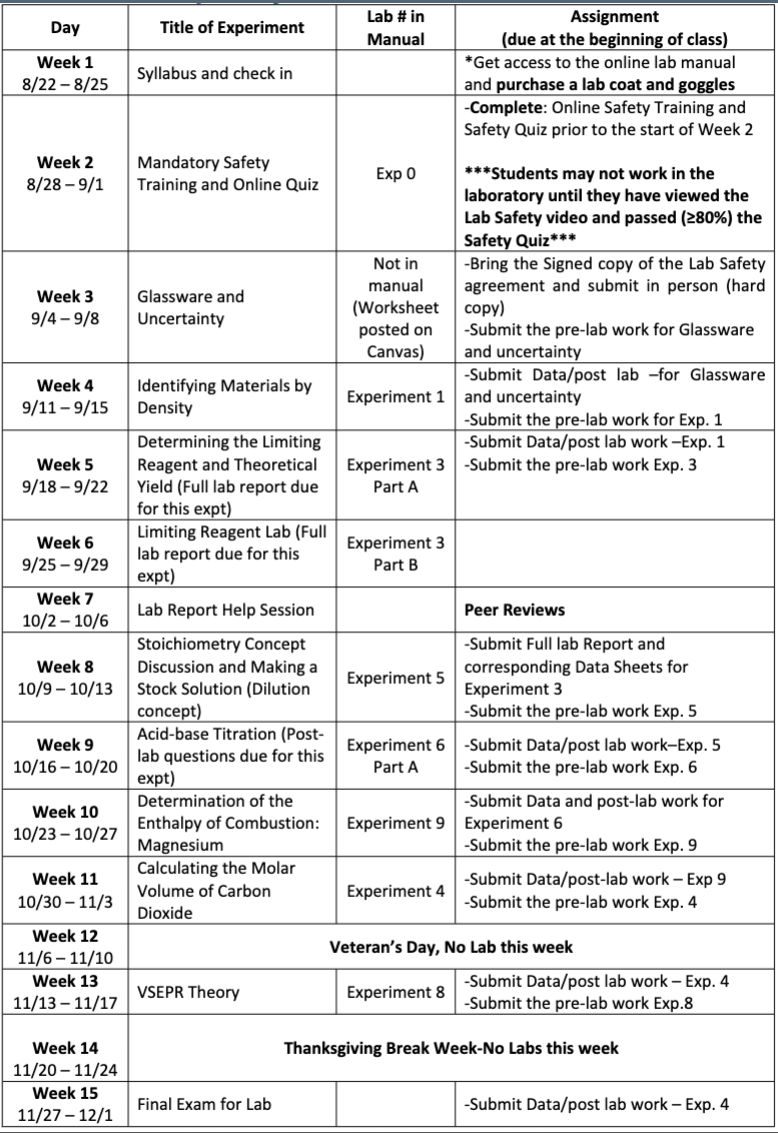 Day
Title of Experiment
Lab # in
Manual
Assignment
(due at the beginning of class)
Week 1
8/22 – 8/25
Syllabus and check in
*Get access to the online lab manual
and purchase a lab coat and goggles
Week 2
8/28 – 9/1
Mandatory Safety
Training and Online Quiz
Exp 0
-Complete: Online Safety Training and
Safety Quiz prior to the start of Week 2
***Students may not work in the
laboratory until they have viewed the
Lab Safety video and passed (≥80%) the
Safety Quiz***
Week 3
9/4 – 9/8
Glassware and
Uncertainty
Not in
manual
(Worksheet
posted on
Canvas)
-Bring the Signed copy of the Lab Safety
agreement and submit in person (hard
copy)
-Submit the pre-lab work for Glassware
and uncertainty
Week 4
9/11 – 9/15
Identifying Materials by
Density
Experiment 1
-Submit Data/post lab –for Glassware
and uncertainty
-Submit the pre-lab work for Exp. 1
Week 5
9/18 – 9/22
Determining the Limiting
Reagent and Theoretical
Yield (Full lab report due
for this expt)
Experiment 3
Part A
-Submit Data/post lab work –Exp. 1
-Submit the pre-lab work Exp. 3
Week 6
9/25 – 9/29
Limiting Reagent Lab (Full
lab report due for this
expt)
Experiment 3
Part B
Week 7
10/2 – 10/6
Lab Report Help Session
Peer Reviews
Week 8
10/9 – 10/13
Stoichiometry Concept
Discussion and Making a
Stock Solution (Dilution
concept)
Experiment 5
-Submit Full lab Report and
corresponding Data Sheets for
Experiment 3
-Submit the pre-lab work Exp. 5
Week 9
10/16 – 10/20
Acid-base Titration (Post-
lab questions due for this
expt)
Experiment 6
Part A
-Submit Data/post lab work–Exp. 5
-Submit the pre-lab work Exp. 6
Week 10
10/23 – 10/27
Determination of the
Enthalpy of Combustion:
Magnesium
Experiment 9
-Submit Data and post-lab work for
Experiment 6
-Submit the pre-lab work Exp. 9
Week 11
10/30 – 11/3
Calculating the Molar
Volume of Carbon
Dioxide
Experiment 4
-Submit Data/post-lab work – Exp 9
-Submit the pre-lab work Exp. 4
Week 12
11/6 – 11/10
Veteran’s Day, No Lab this week
Week 13
11/13 – 11/17
VSEPR Theory
Experiment 8
-Submit Data/post lab work – Exp. 4
-Submit the pre-lab work Exp.8
Week 14
11/20 – 11/24
Thanksgiving Break Week-No Labs this week
Week 15
11/27 – 12/1
Final Exam for Lab
-Submit Data/post lab work – Exp. 4